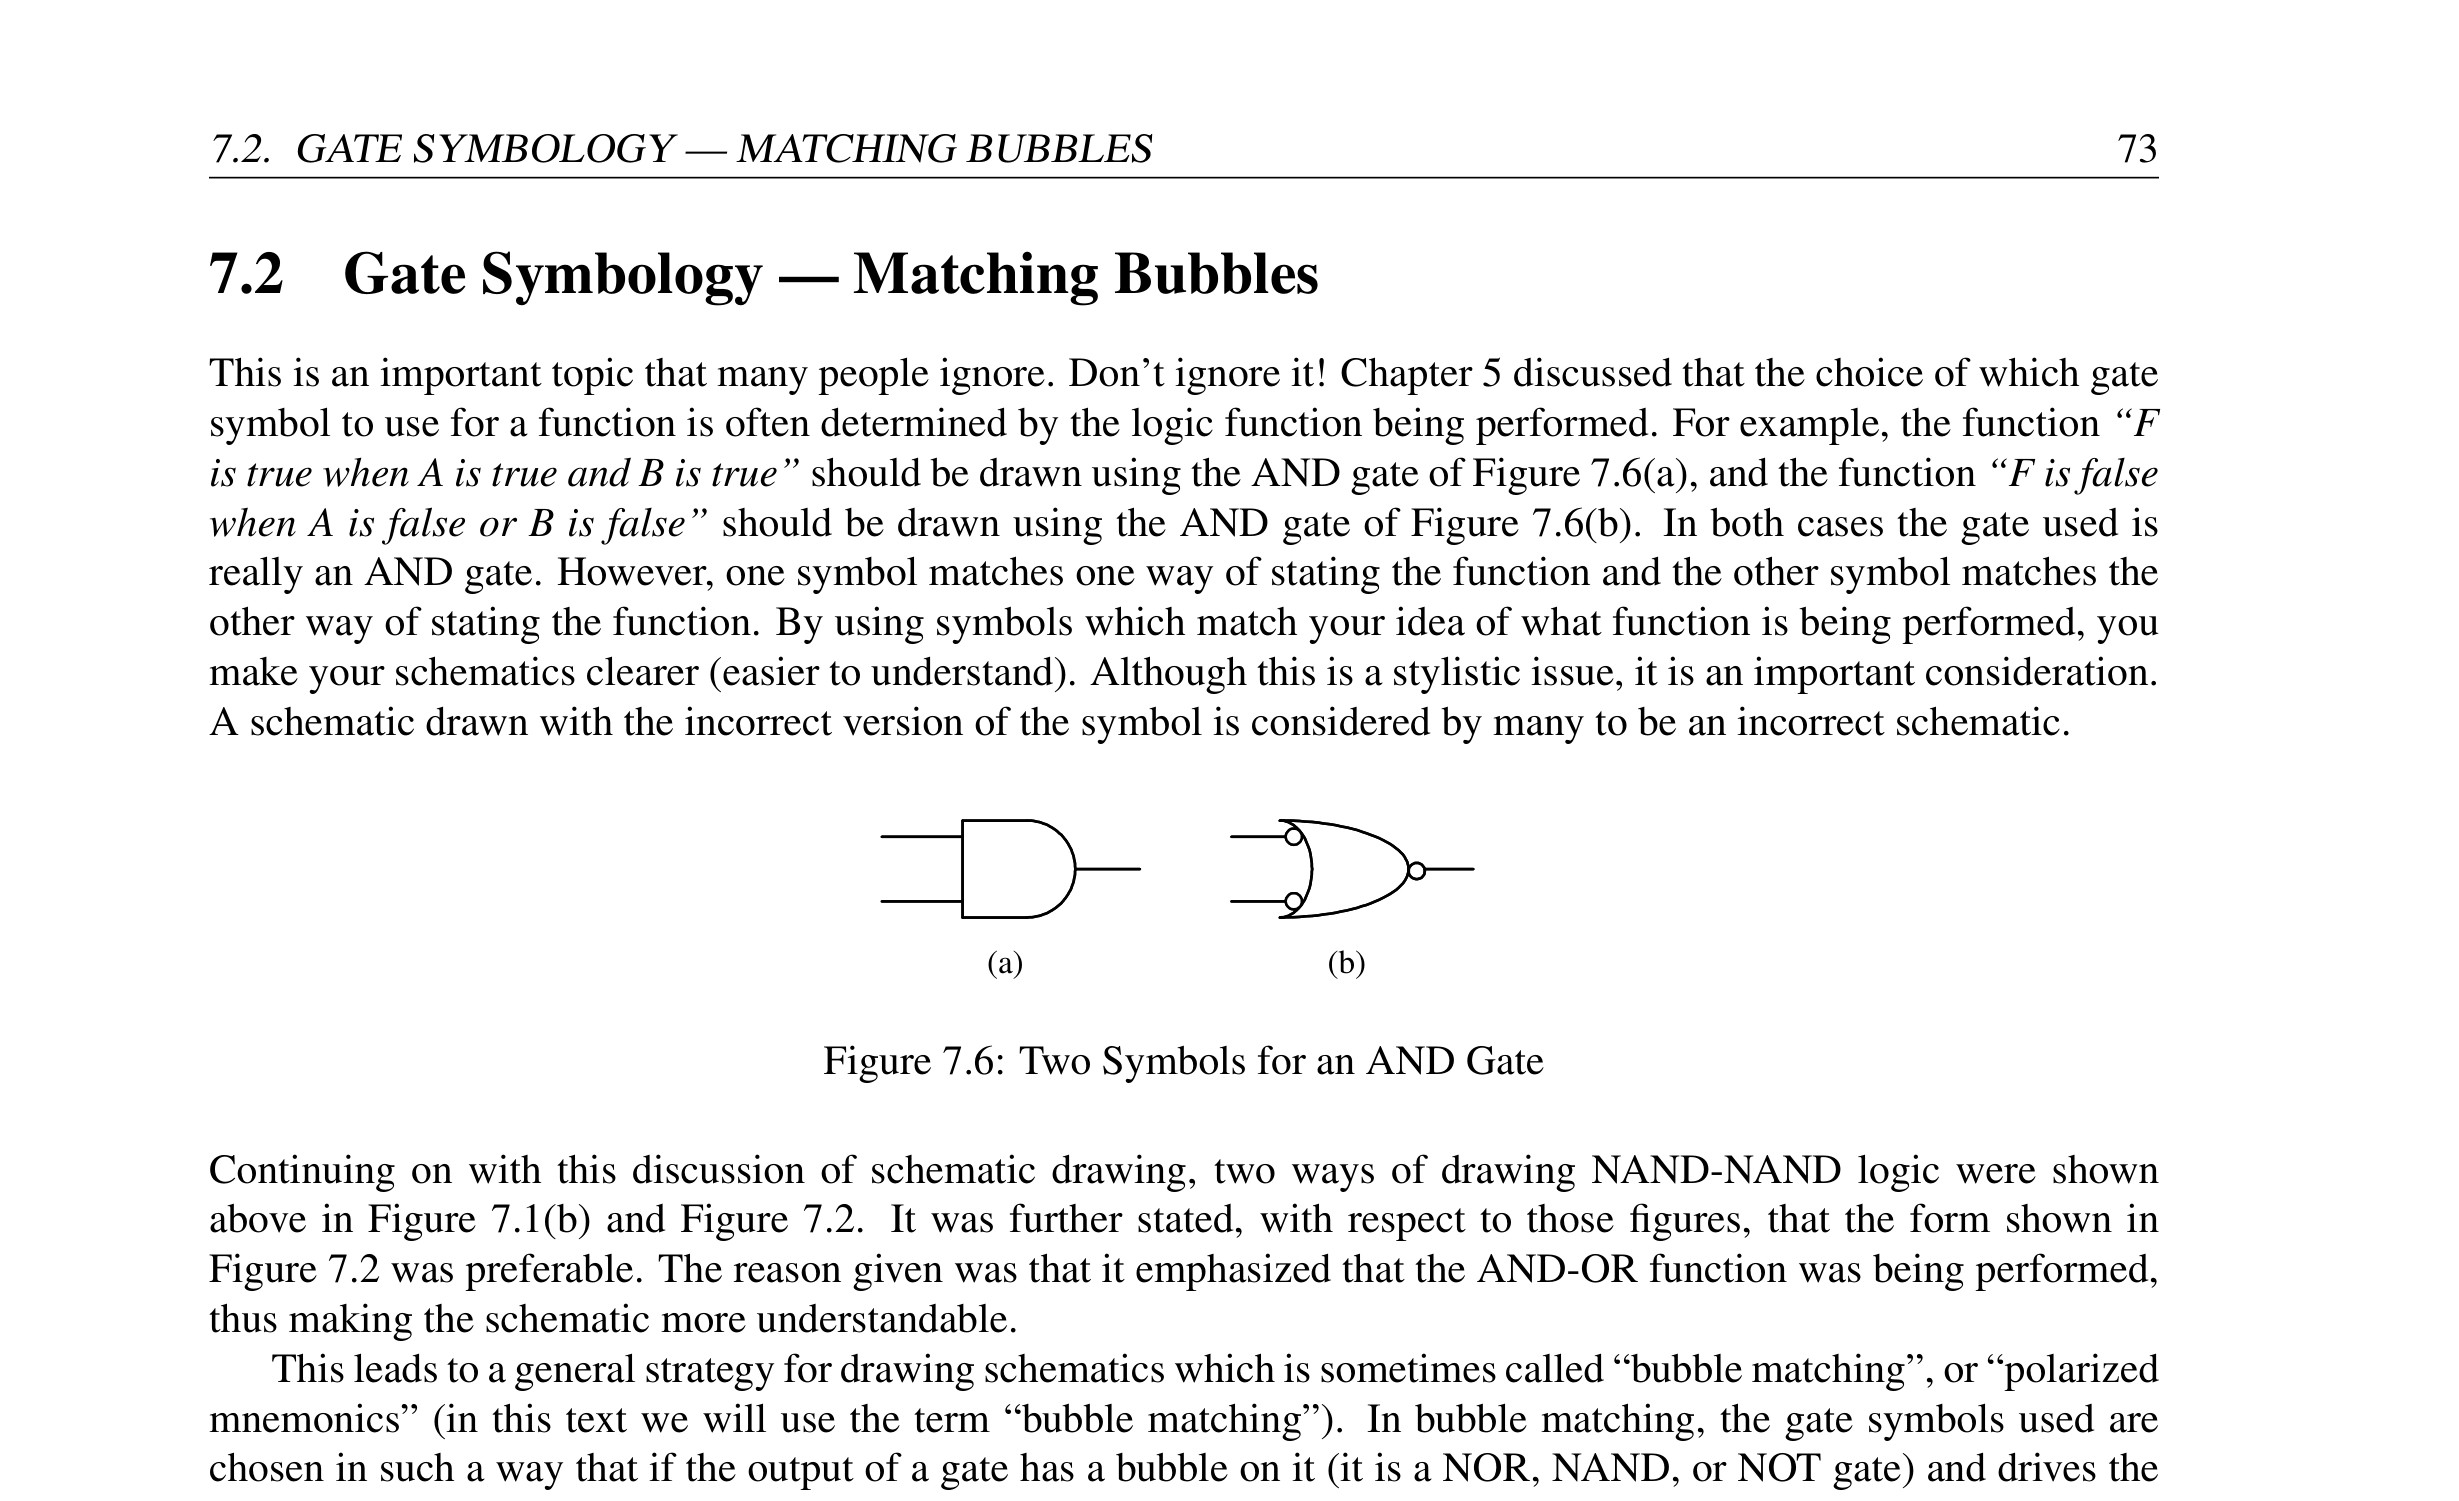 7.2. GATE SYMBOLOGY — MATCHING BUBBLES 73
7.2 Gate Symbology — Matching Bubbles
This is an important topic that many people ignore. Don’t ignore it! Chapter 5 discussed that the choice of which gate
symbol to use for a function is often determined by the logic function being performed. For example, the function “F
is true when A is true and B is true” should be drawn using the AND gate of Figure 7.6(a), and the function “F is false
when A is false or B is false” should be drawn using the AND gate of Figure 7.6(b). In both cases the gate used is
really an AND gate. However, one symbol matches one way of stating the function and the other symbol matches the
other way of stating the function. By using symbols which match your idea of what function is being performed, you
make your schematics clearer (easier to understand). Although this is a stylistic issue, it is an important consideration.
A schematic drawn with the incorrect version of the symbol is considered by many to be an incorrect schematic.
(a) (b)
Figure 7.6: Two Symbols for an AND Gate
Continuing on with this discussion of schematic drawing, two ways of drawing NAND-NAND logic were shown
above in Figure 7.1(b) and Figure 7.2. It was further stated, with respect to those figures, that the form shown in
Figure 7.2 was preferable. The reason given was that it emphasized that the AND-OR function was being performed,
thus making the schematic more understandable.
This leads to a general strategy for drawing schematics which is sometimes called “bubble matching”, or “polarized
mnemonics” (in this text we will use the term “bubble matching”). In bubble matching, the gate symbols used are
chosen in such a way that if the output of a gate has a bubble on it (it is a NOR, NAND, or NOT gate) and drives the